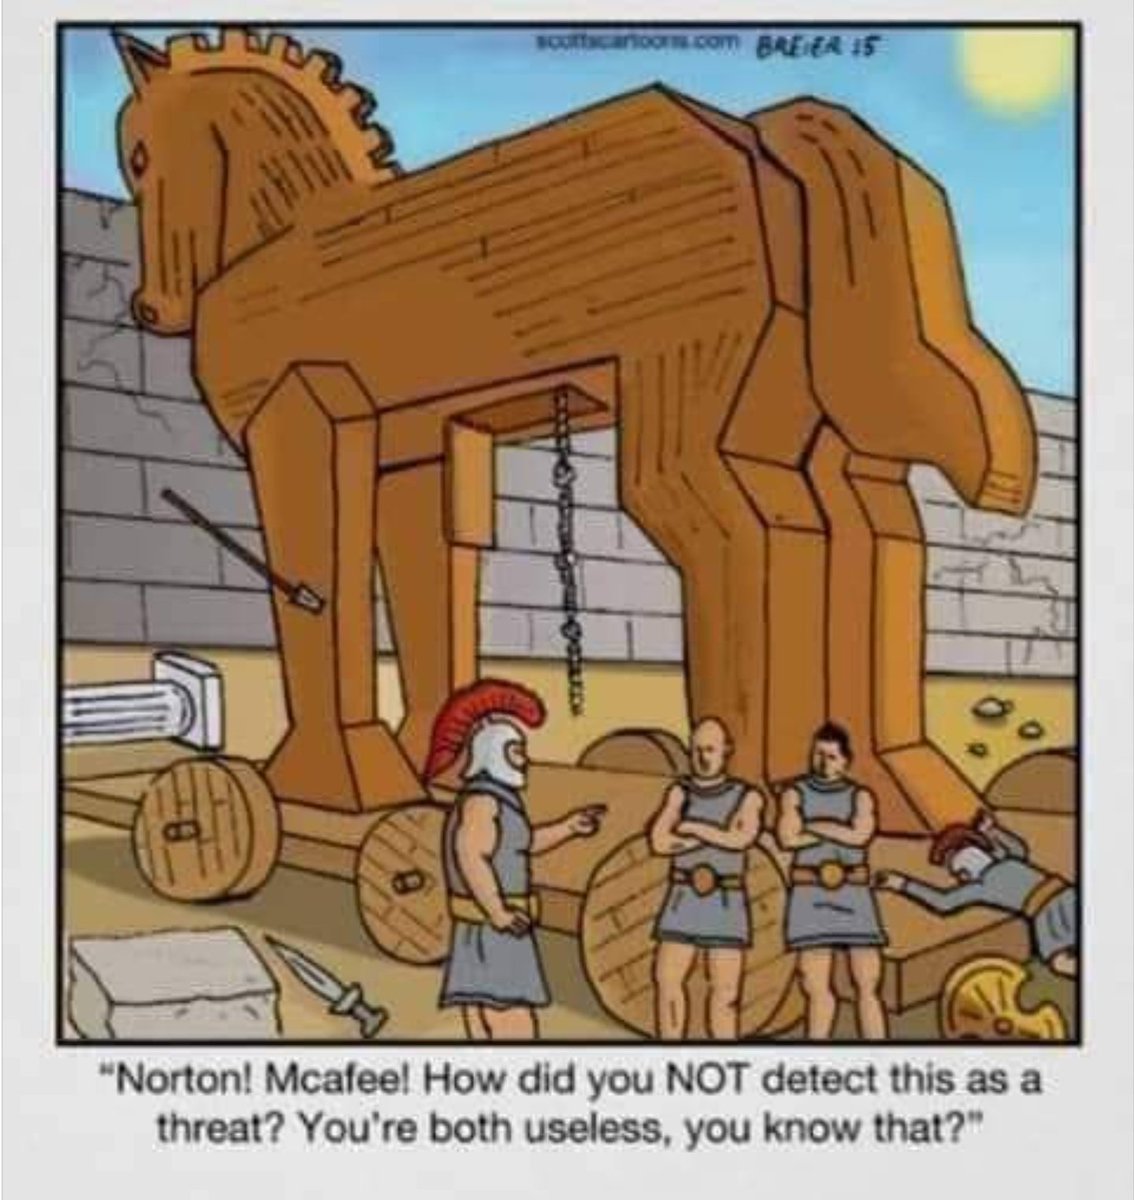 scottscartoons.com BREIER 15
“Norton! Mcafee! How did you NOT detect this as a
threat? You’re both useless, you know that?”